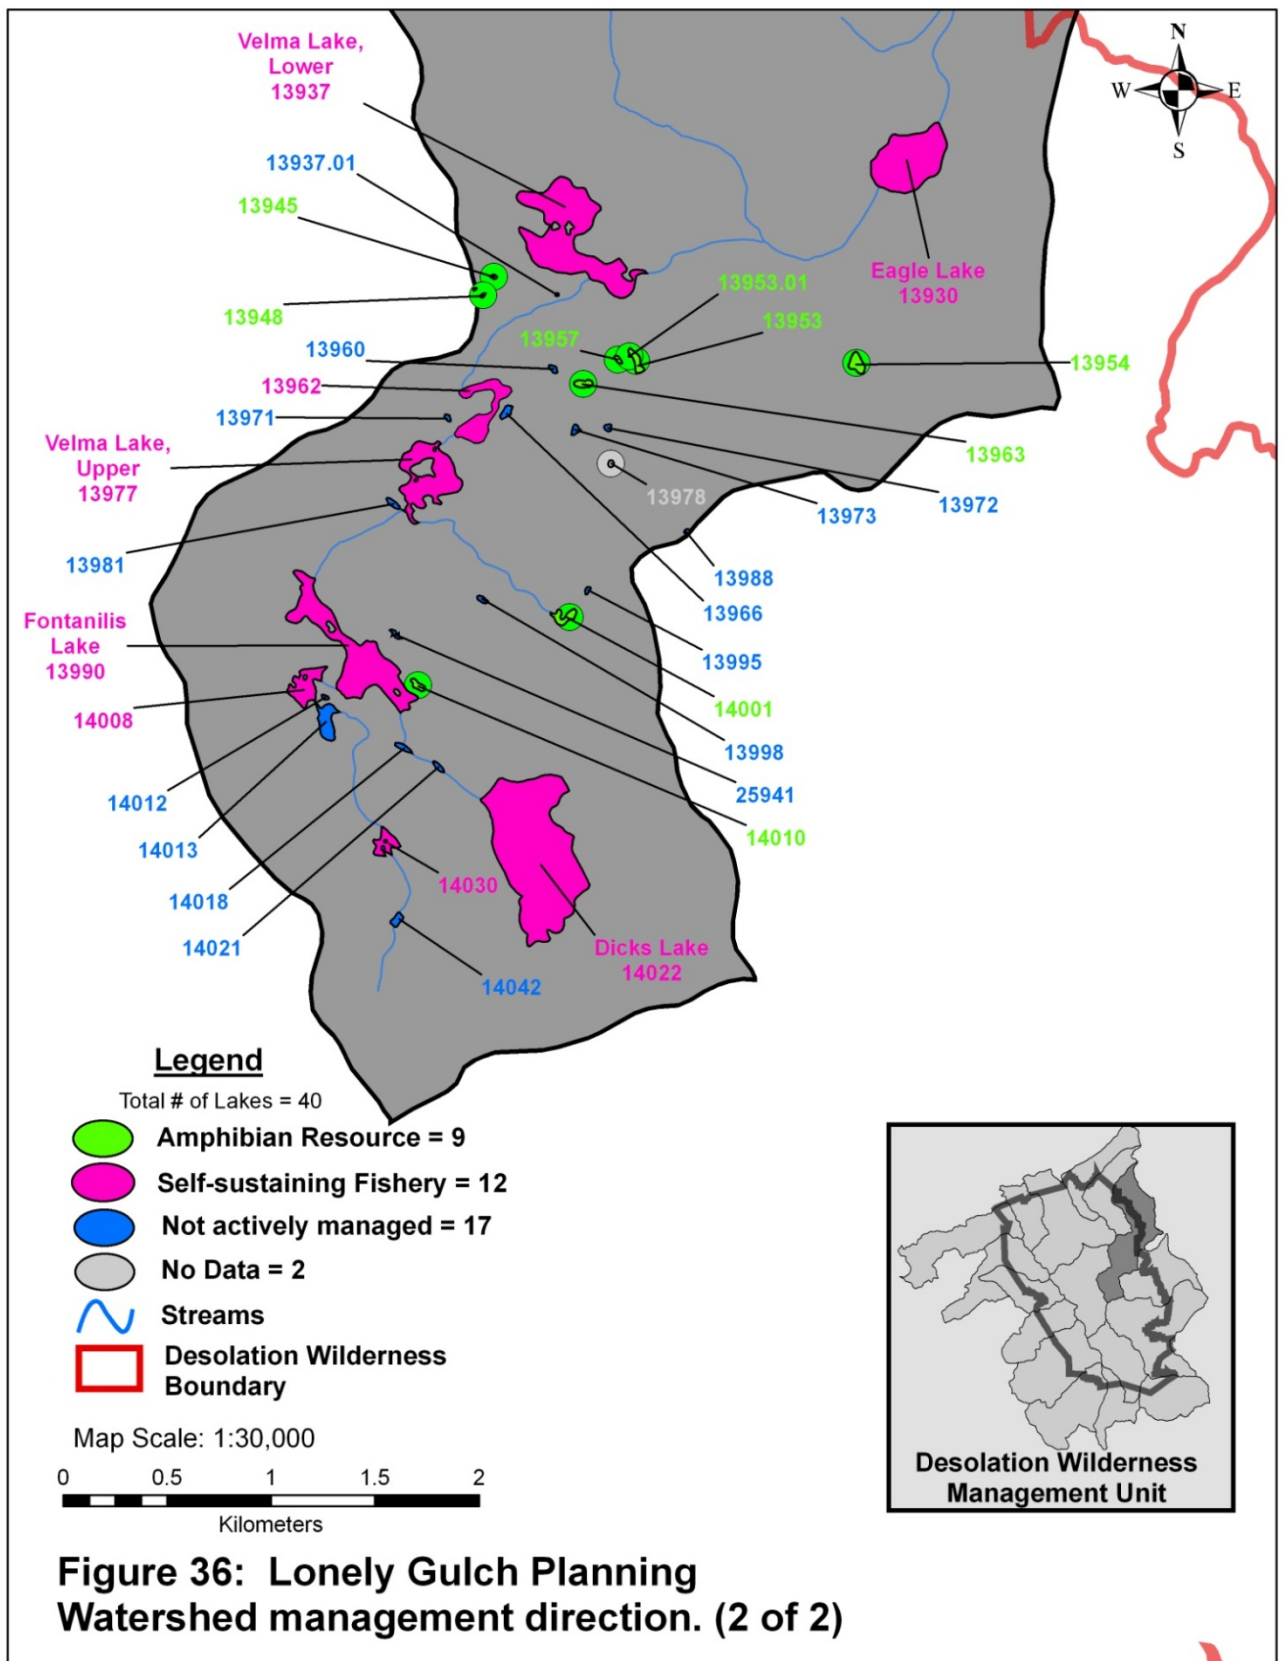 Velma Lake,
Lower
13937
N
W
E
S
13937.01
13945
Eagle Lake
13930
13953.01
13948
13953
13957
13960
13954
13962
13971
Velma Lake,
Upper
13977
13963
13978
13972
13973
13981
13988
13966
Fontanilis
Lake
13990
13995
14001
14008
13998
25941
14012
14010
14013
14030
14018
14021
Dicks Lake
14022
14042
Legend
Total # of Lakes = 40
Amphibian Resource = 9
Self-sustaining Fishery = 12
Not actively managed = 17
No Data = 2
Streams
Desolation Wilderness
Boundary
Map Scale: 1:30,000
0 0.5 1 1.5 2
Kilometers
Desolation Wilderness
Management Unit
Figure 36: Lonely Gulch Planning
Watershed management direction. (2 of 2)